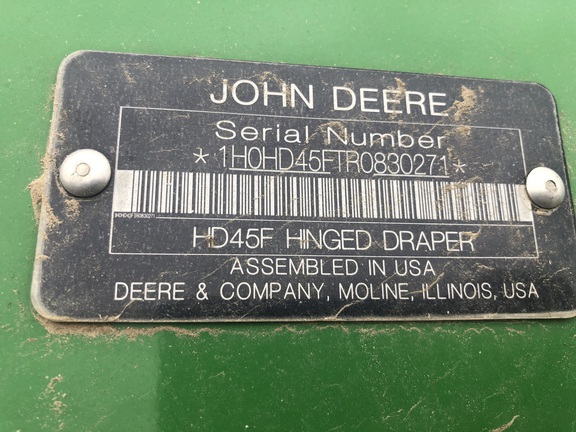 JOHN DEERE
Serial Number
*1H0HD45FTR0830271*
HD45F HINGED DRAPER
ASSEMBLED IN USA
DEERE & COMPANY, MOLINE, ILLINOIS, USA